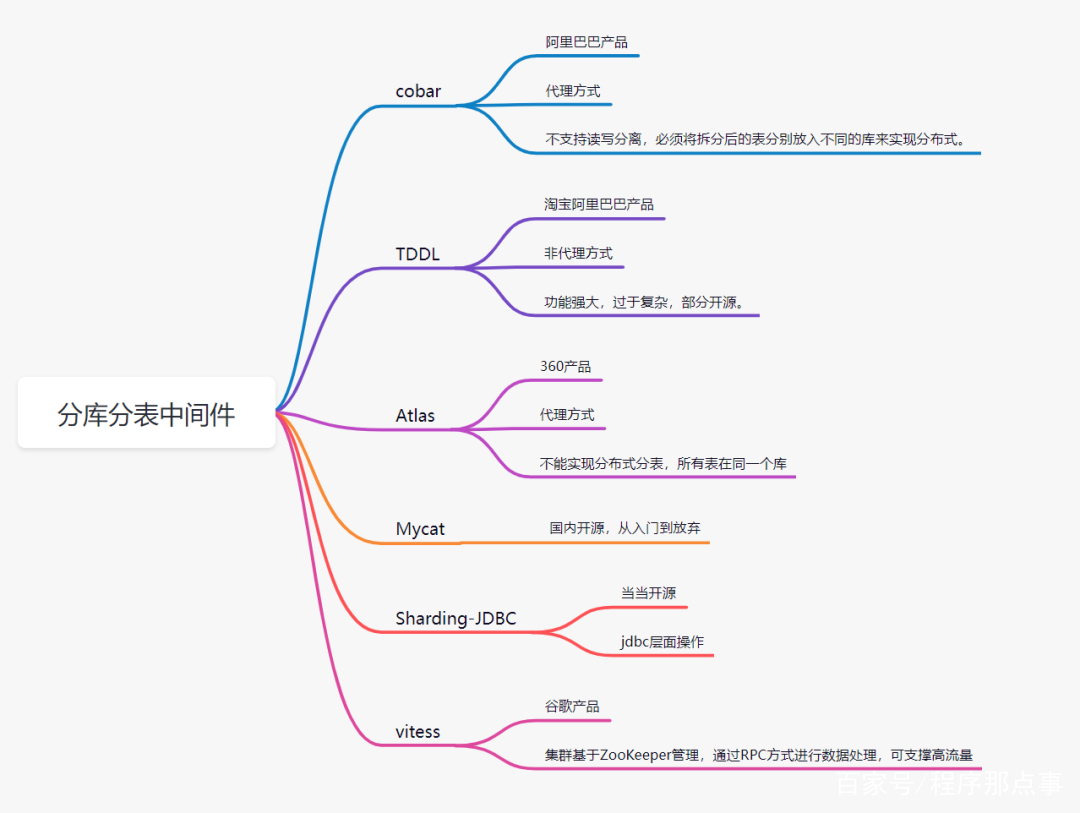 分库分表中间件
cobar
阿里巴巴产品
代理方式
不支持读写分离，必须将拆分后的表分别放入不同的库来实现分布式。
TDDL
淘宝阿里巴巴产品
非代理方式
功能强大，过于复杂，部分开源。
Atlas
360产品
代理方式
不能实现分布式分表，所有表在同一个库
Mycat
国内开源，从入门到放弃
Sharding-JDBC
当当开源
jdbc层面操作
vitess
谷歌产品
集群基于ZooKeeper管理，通过RPC方式进行数据处理，可支撑高流量
百家号/程序那点事